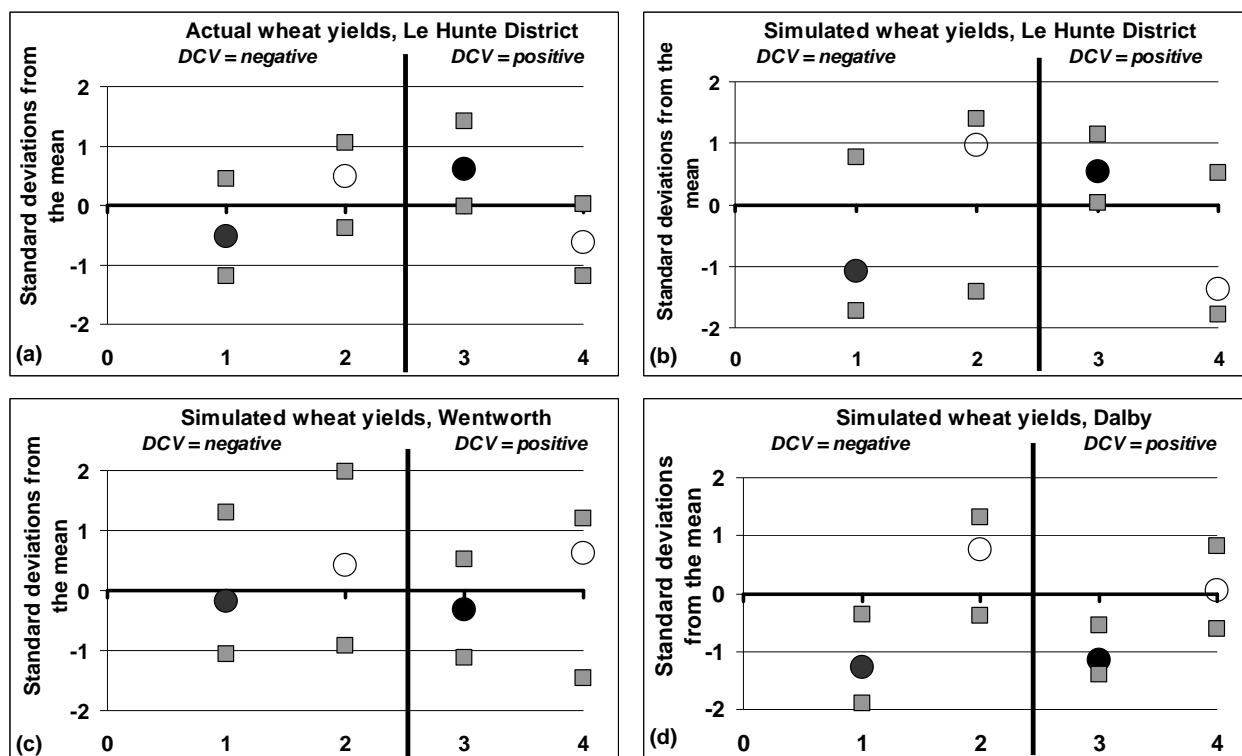 Actual wheat yields, Le Hunte District
DCV = negative
DCV = positive
Standard deviations from
the mean
2
1
0
-1
-2
(a)
0 1 2 3 4
Simulated wheat yields, Le Hunte District
DCV = negative
DCV = positive
Standard deviations from the
mean
2
1
0
-1
-2
(b)
0 1 2 3 4
Simulated wheat yields, Wentworth
DCV = negative
DCV = positive
Standard deviations from
the mean
2
1
0
-1
-2
(c)
0 1 2 3 4
Simulated wheat yields, Dalby
DCV = negative
DCV = positive
Standard deviations
from the mean
2
1
0
-1
-2
(d)
0 1 2 3 4